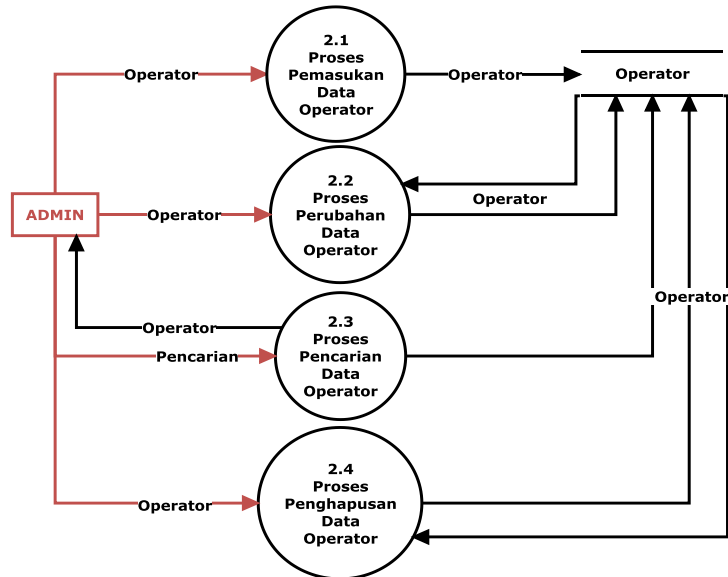 2.1
Proses
Pemasukan
Data
Operator
Operator
Operator
Operator
2.2
Proses
Perubahan
Data
Operator
ADMIN
Operator
Operator
2.3
Proses
Pencarian
Data
Operator
Operator
Operator
Pencarian
2.4
Proses
Penghapusan
Data
Operator
Operator